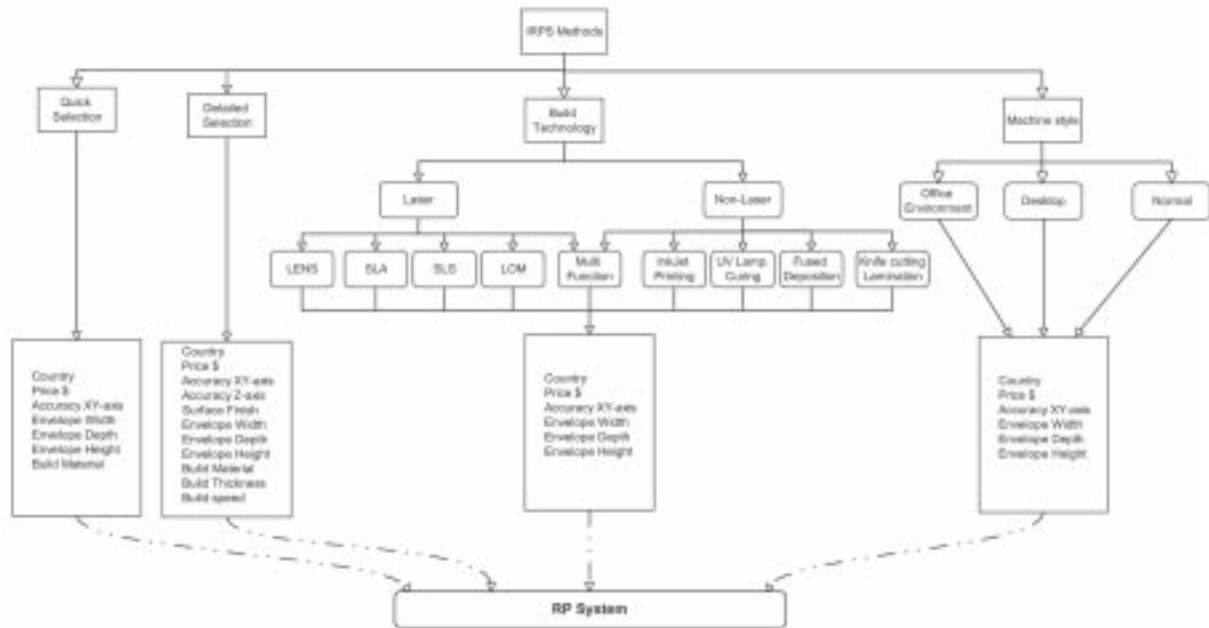 IRPS Methods
Quick
Selection
Detailed
Selection
Build
Technology
Machine style
Laser
Non-Laser
Office
Environment
Desktop
Normal
LENS
SLA
SLS
LOM
Multi
Function
InkJet
Printing
UV Lamp
Curing
Fused
Deposition
Knife cutting
Lamination
Country
Price $
Accuracy XY-axis
Envelope Width
Envelope Depth
Envelope Height
Build Material
Country
Price $
Accuracy XY-axis
Accuracy Z-axis
Surface Finish
Envelope Width
Envelope Depth
Envelope Height
Build Material
Build Thickness
Build speed
Country
Price $
Accuracy XY-axis
Envelope Width
Envelope Depth
Envelope Height
Country
Price $
Accuracy XY-axis
Envelope Width
Envelope Depth
Envelope Height
RP System